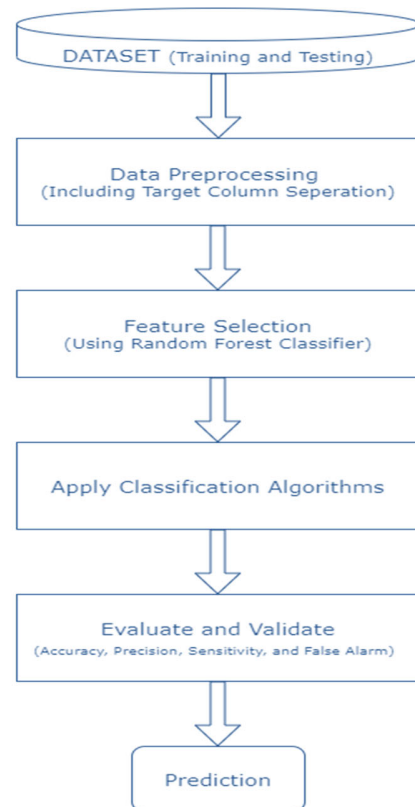 DATASET (Training and Testing)
Data Preprocessing
(Including Target Column Seperation)
Feature Selection
(Using Random Forest Classifier)
Apply Classification Algorithms
Evaluate and Validate
(Accuracy, Precision, Sensitivity, and False Alarm)
Prediction